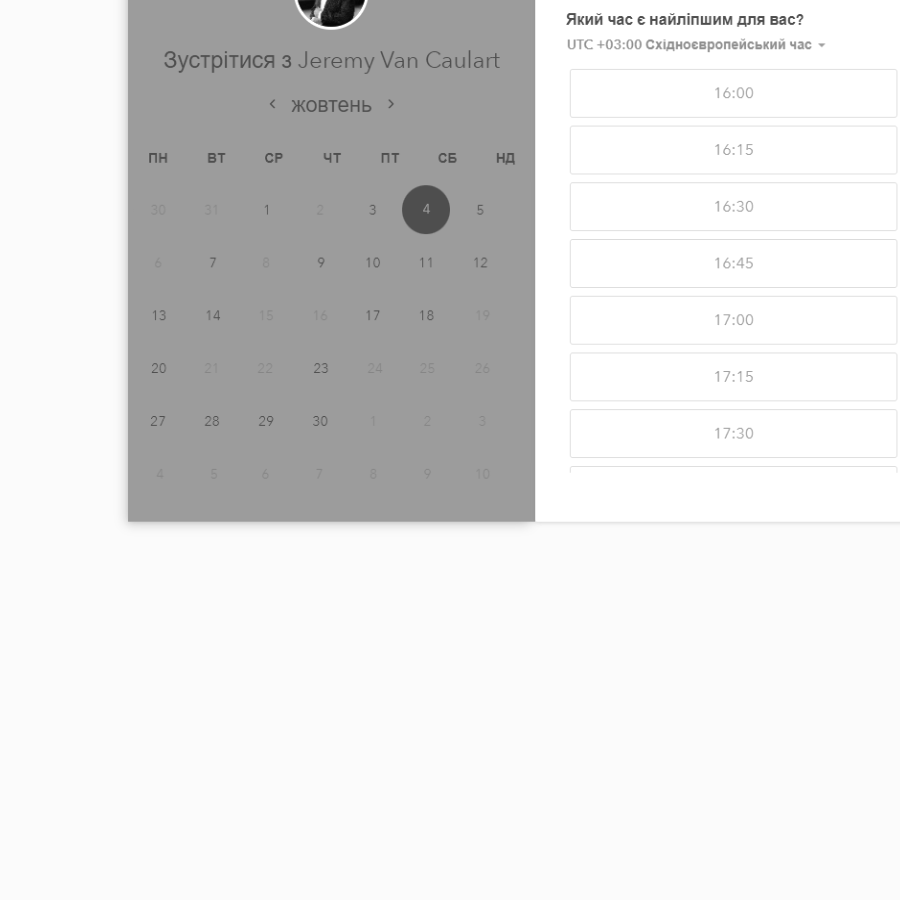 Зустрітися з Jeremy Van Caulart
‹ жовтень ›
ПН ВТ СР ЧТ ПТ СБ НД
30 31 1 2 3 4 5
6 7 8 9 10 11 12
13 14 15 16 17 18 19
20 21 22 23 24 25 26
27 28 29 30 1 2 3
4 5 6 7 8 9 10
Який час є найліпшим для вас?
UTC +03:00 Східноєвропейський час
16:00
16:15
16:30
16:45
17:00
17:15
17:30